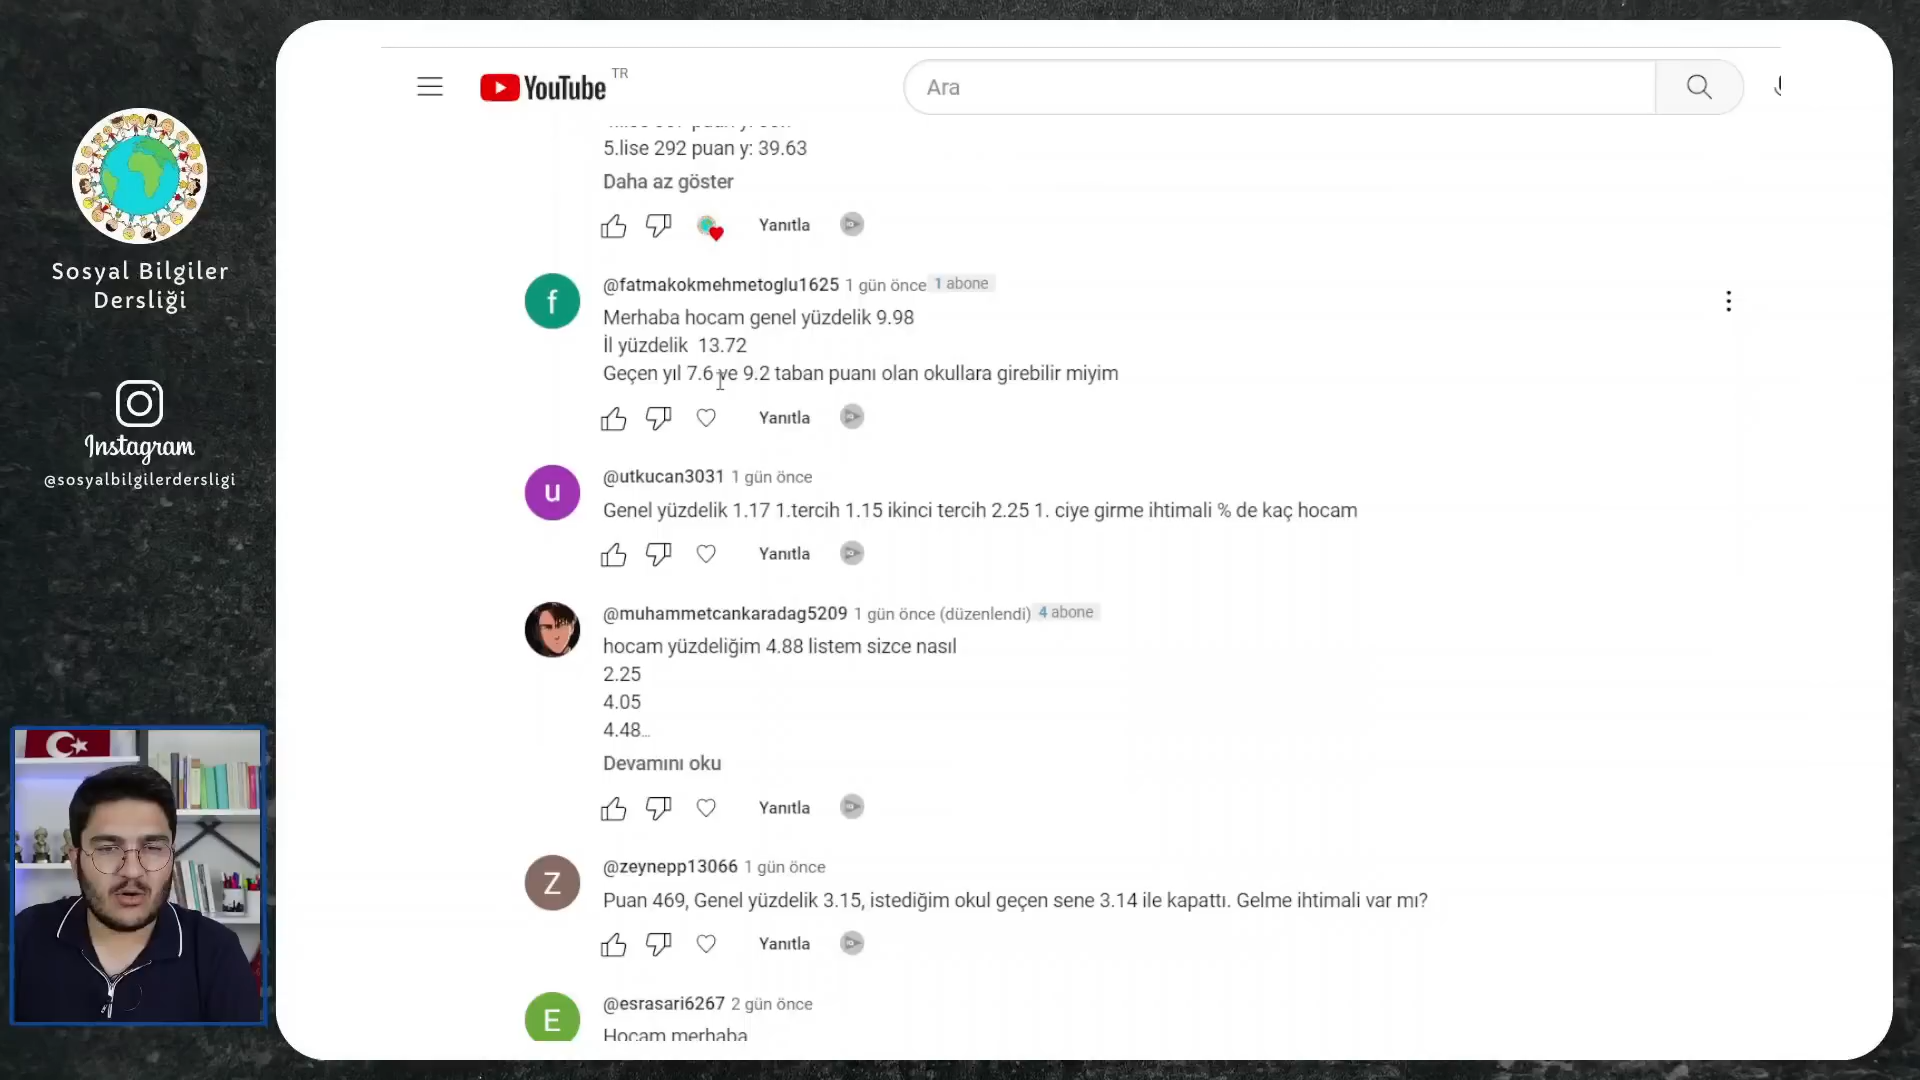 YouTube TR
Ara
5.lise 292 puan y: 39.63
Daha az göster
Yanıtla
@fatmakokmehmetoglu1625 1 gün önce 1 abone
Merhaba hocam genel yüzdelik 9.98
İl yüzdelik 13.72
Geçen yıl 7.6 ve 9.2 taban puanı olan okullara girebilir miyim
Yanıtla
@utkucan3031 1 gün önce
Genel yüzdelik 1.17 1.tercih 1.15 ikinci tercih 2.25 1. ciye girme ihtimali % de kaç hocam
Yanıtla
@muhammetcankaradag5209 1 gün önce (düzenlendi) 4 abone
hocam yüzdeliğim 4.88 listem sizce nasıl
2.25
4.05
4.48...
Devamını oku
Yanıtla
@zeynepp13066 1 gün önce
Puan 469, Genel yüzdelik 3.15, istediğim okul geçen sene 3.14 ile kapattı. Gelme ihtimali var mı?
Yanıtla
@esrasari6267 2 gün önce
Hocam merhaba
Sosyal Bilgiler
Dersliği
Instagram
@sosyalbilgilerdersligi
f
u
Z
E